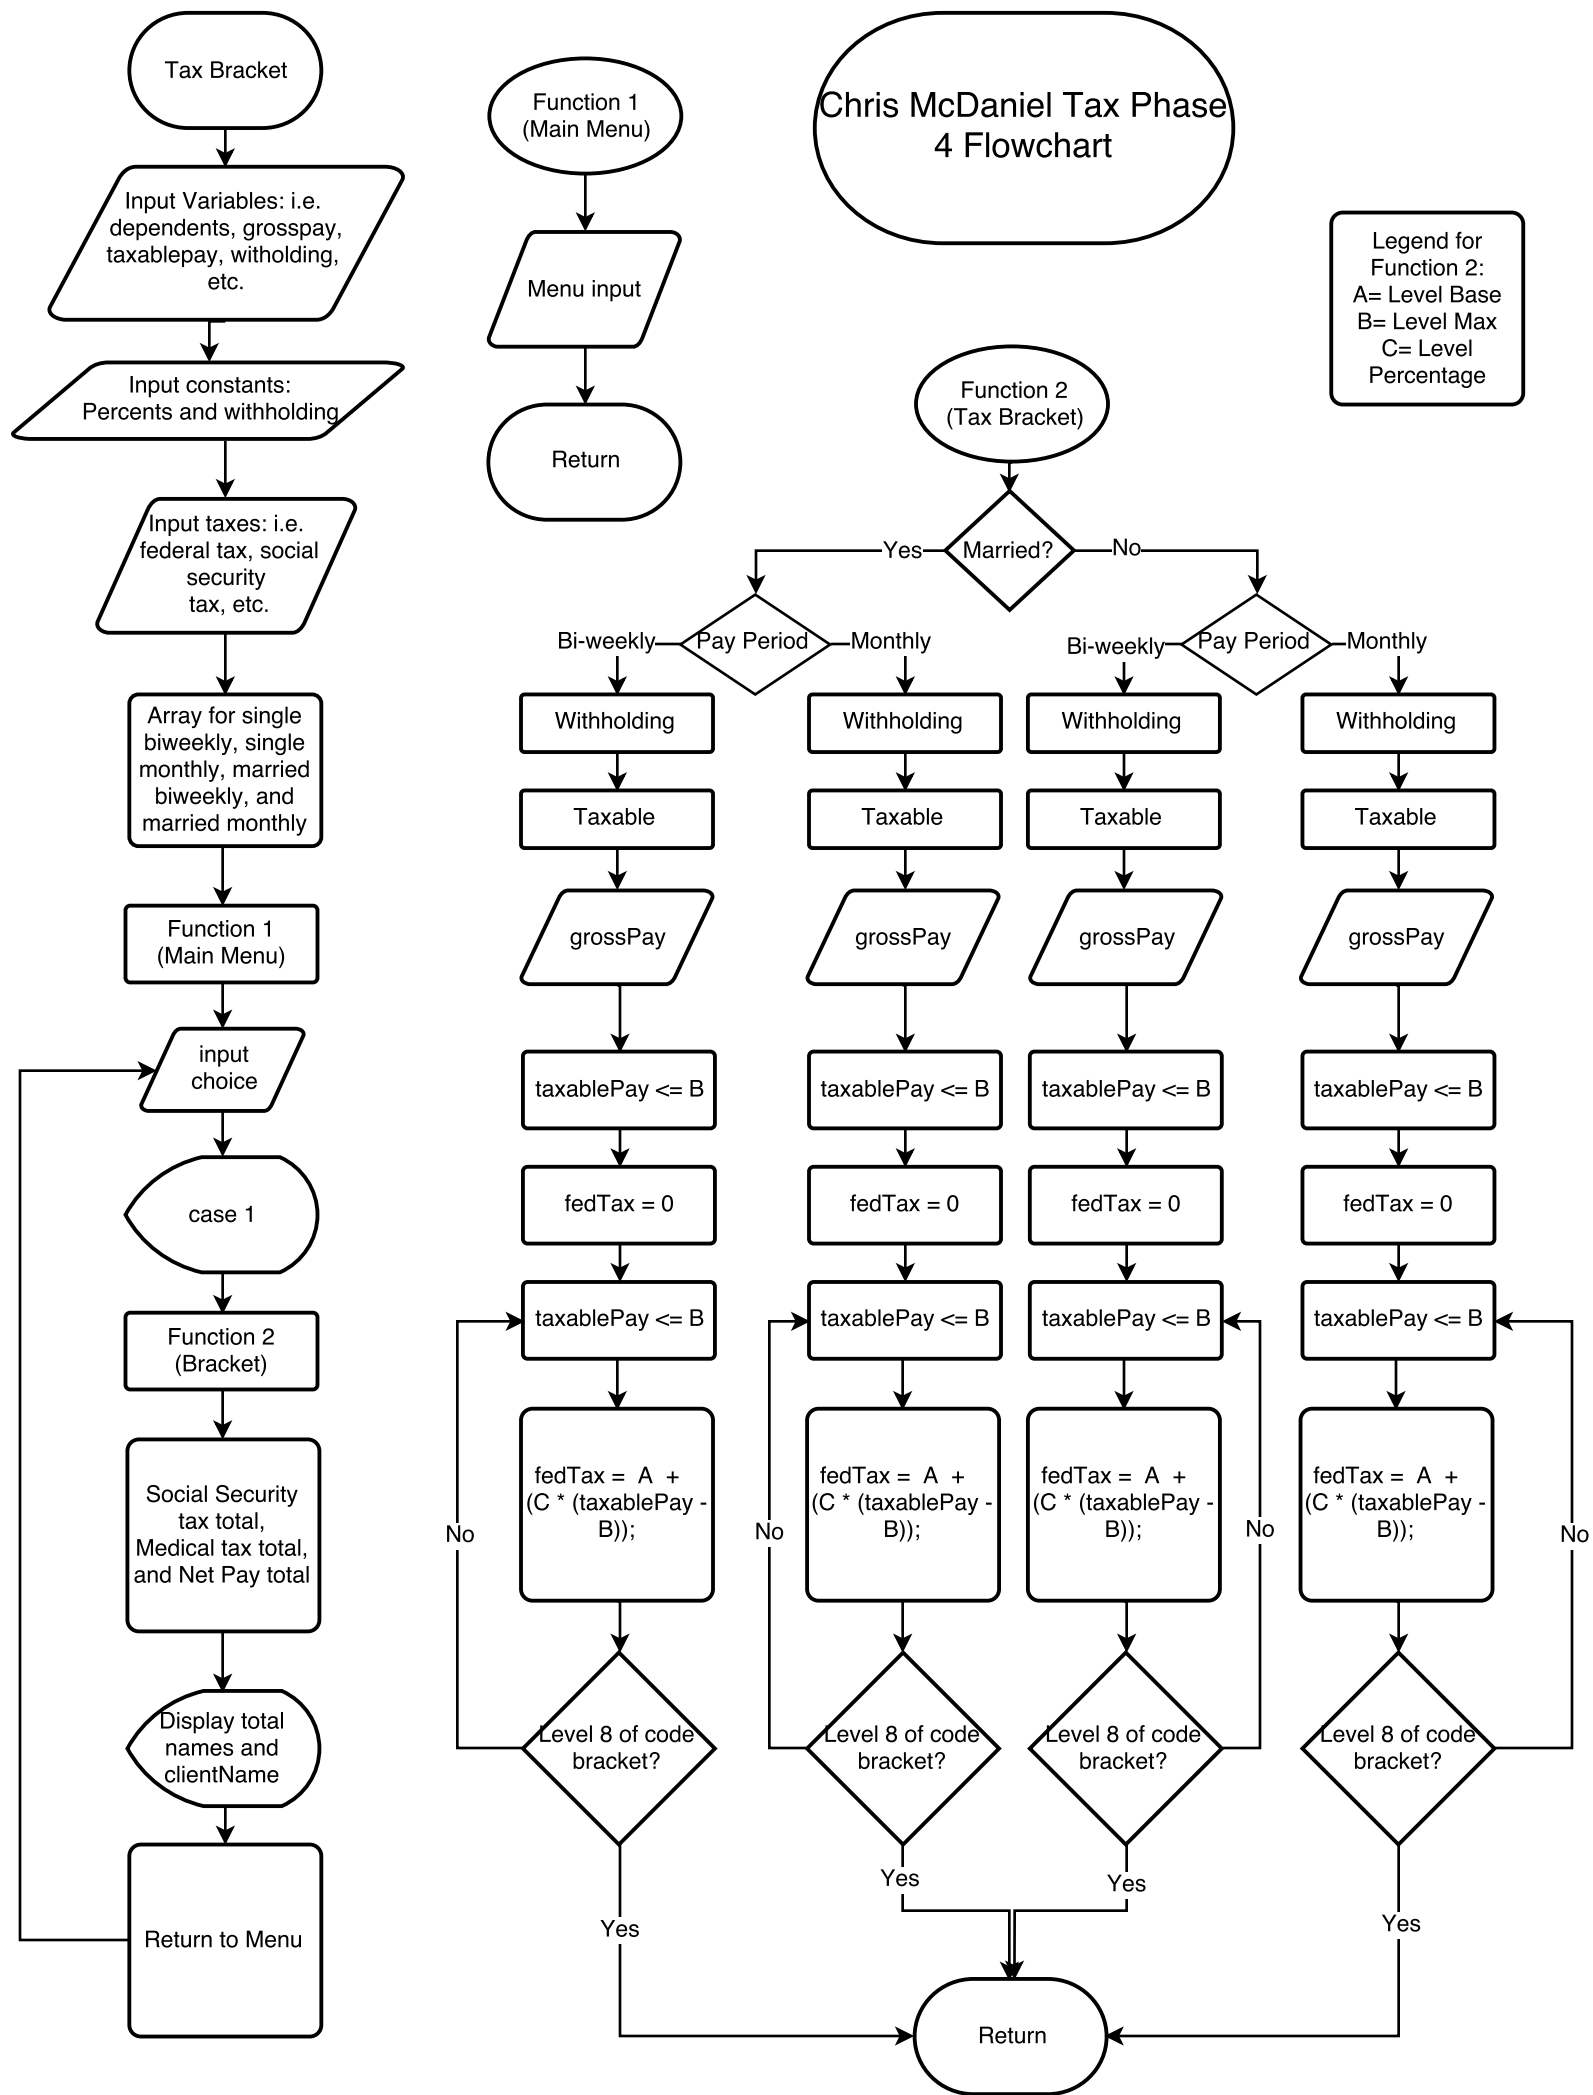 Tax Bracket
Input Variables: i.e.
dependents, grosspay,
taxablepay, witholding,
etc.
Input constants:
Percents and withholding
Input taxes: i.e.
federal tax, social
security
tax, etc.
Array for single
biweekly, single
monthly, married
biweekly, and
married monthly
Function 1
(Main Menu)
input
choice
case 1
Function 2
(Bracket)
Social Security
tax total,
Medical tax total,
and Net Pay total
Display total
names and
clientName
Return to Menu
Function 1
(Main Menu)
Menu input
Return
Chris McDaniel Tax Phase
4 Flowchart
Legend for
Function 2:
A= Level Base
B= Level Max
C= Level
Percentage
Function 2
(Tax Bracket)
Married?
Yes
No
Pay Period
Bi-weekly
Monthly
Pay Period
Bi-weekly
Monthly
Withholding
Taxable
grossPay
taxablePay <= B
fedTax = 0
taxablePay <= B
fedTax = A +
(C * (taxablePay -
B));
No
Level 8 of code
bracket?
Yes
Withholding
Taxable
grossPay
taxablePay <= B
fedTax = 0
taxablePay <= B
fedTax = A +
(C * (taxablePay -
B));
No
Level 8 of code
bracket?
Yes
Withholding
Taxable
grossPay
taxablePay <= B
fedTax = 0
taxablePay <= B
fedTax = A +
(C * (taxablePay -
B));
No
Level 8 of code
bracket?
Yes
Withholding
Taxable
grossPay
taxablePay <= B
fedTax = 0
taxablePay <= B
fedTax = A +
(C * (taxablePay -
B));
No
Level 8 of code
bracket?
Yes
Return